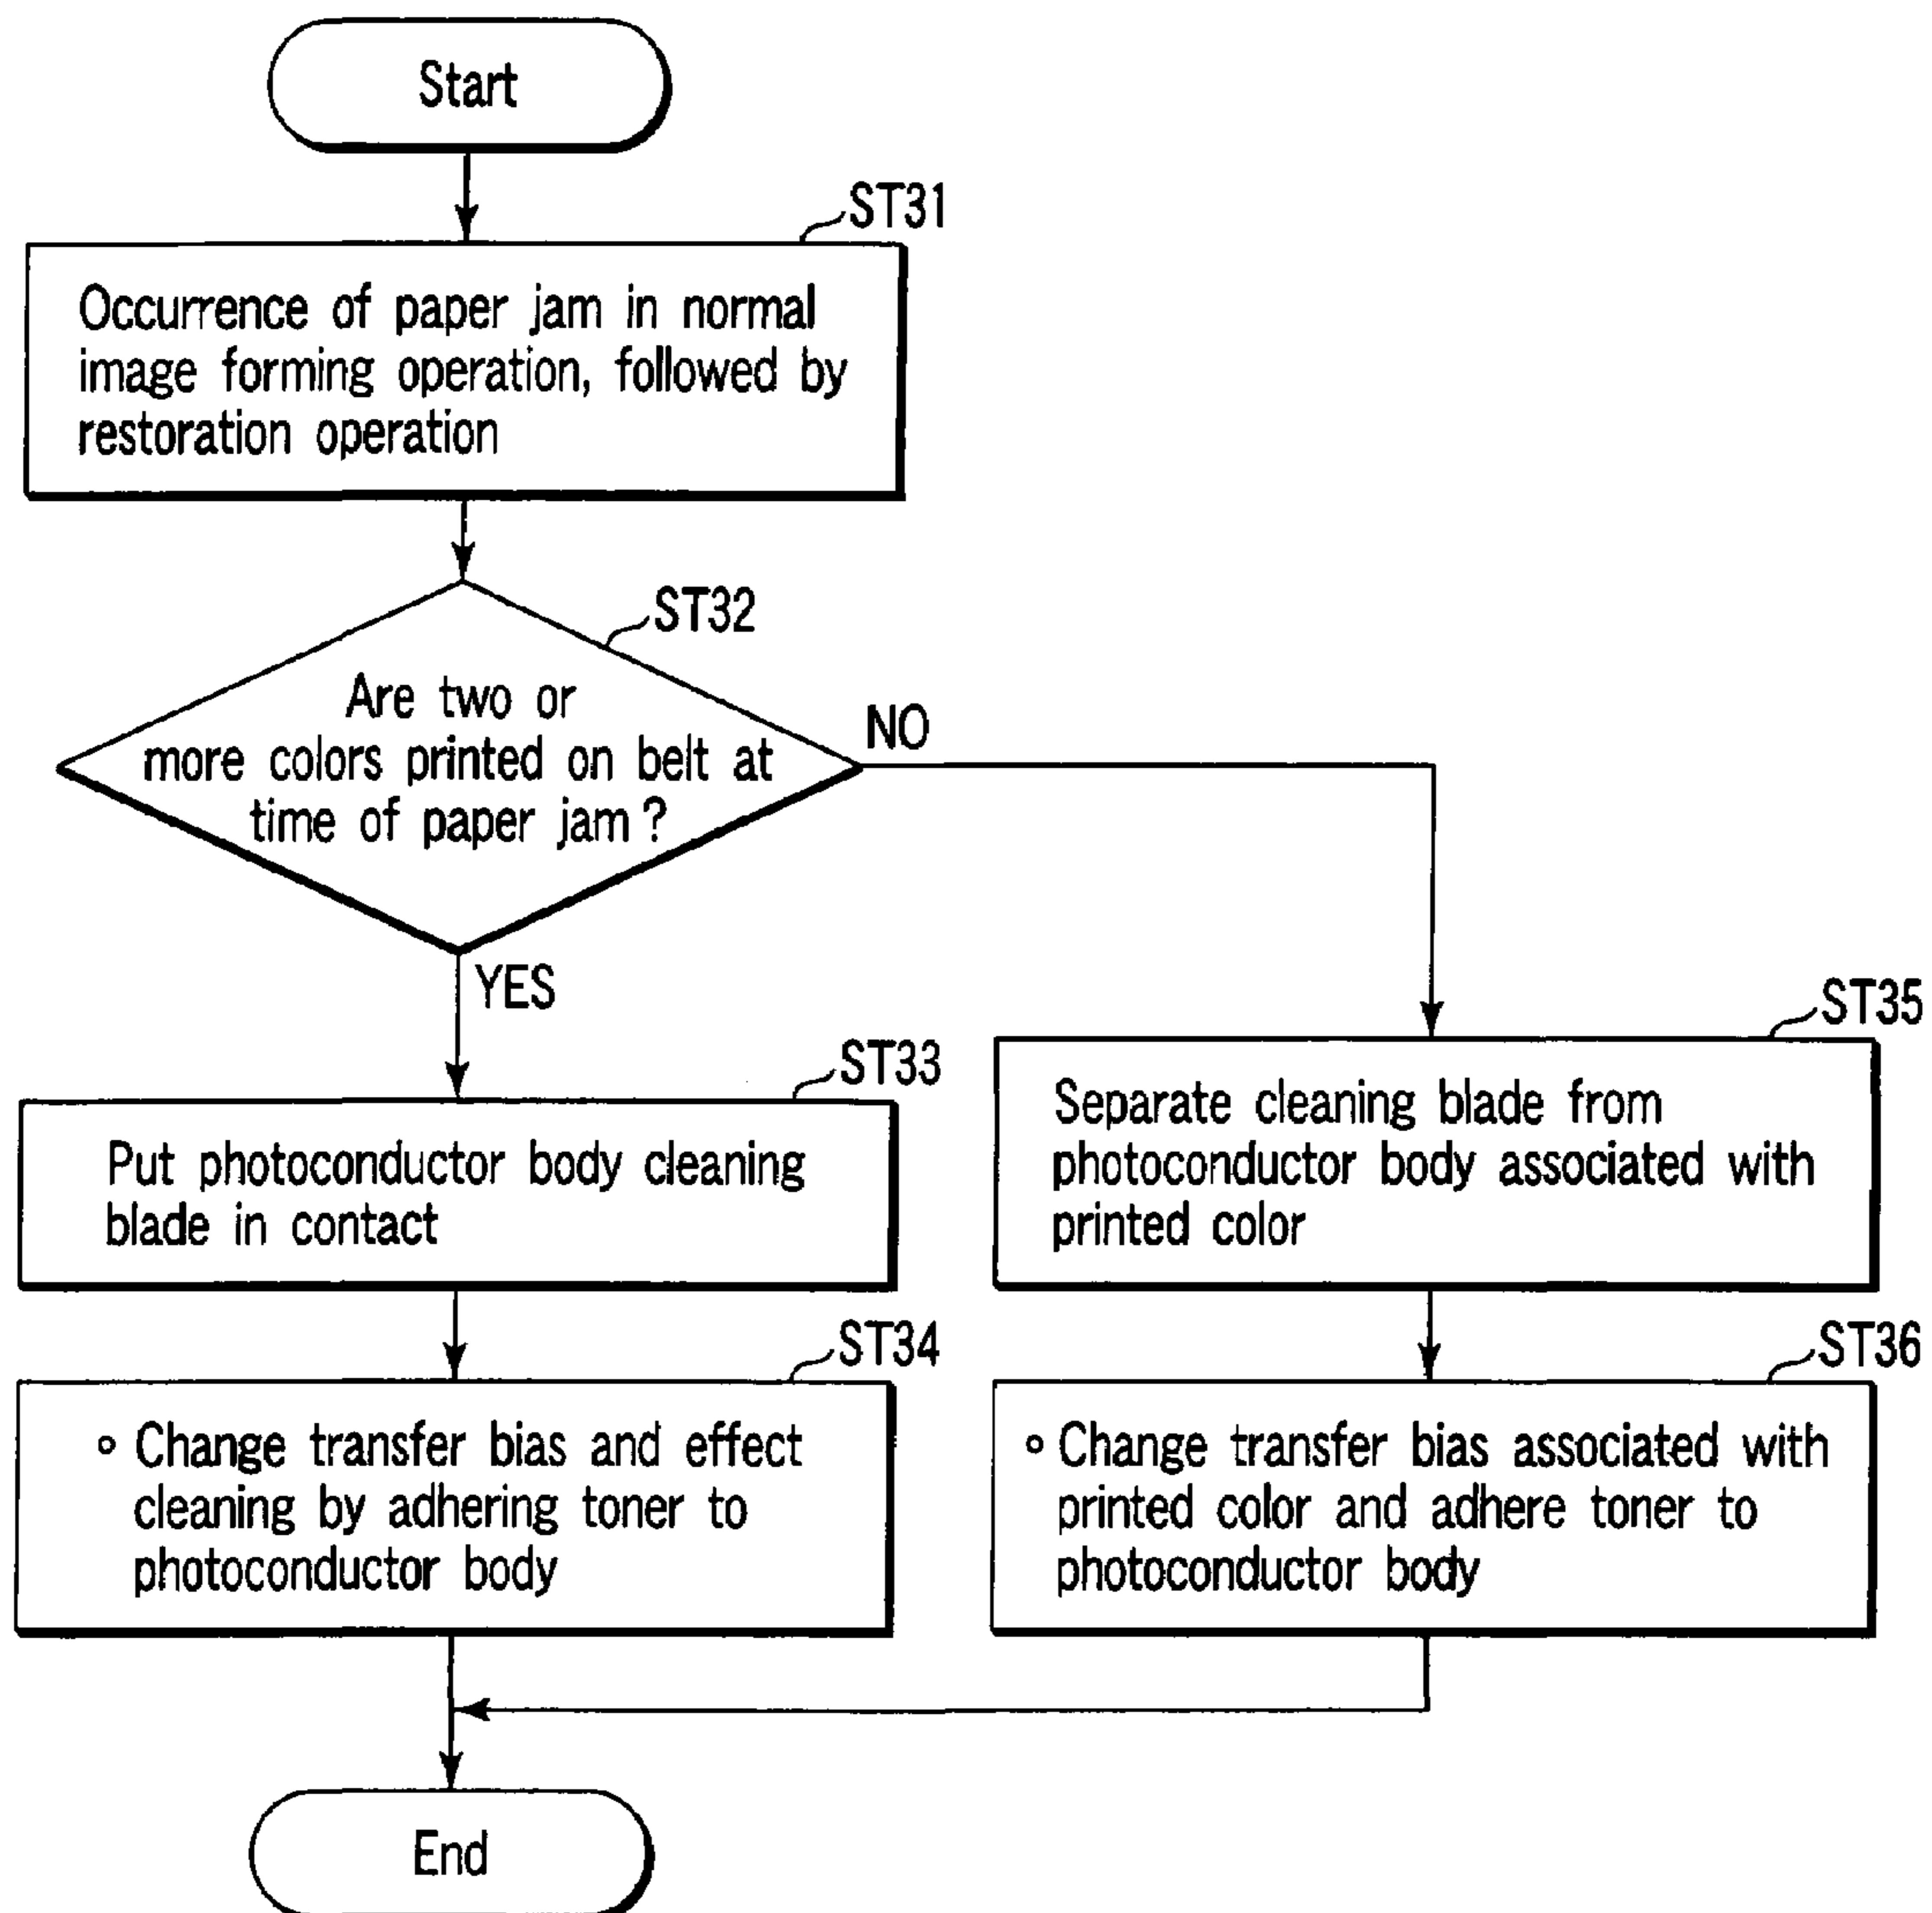 Start
ST31
Occurrence of paper jam in normal
image forming operation, followed by
restoration operation
ST32
Are two or
more colors printed on belt at
time of paper jam ?
NO
YES
ST33
Put photoconductor body cleaning
blade in contact
ST34
∘ Change transfer bias and effect
cleaning by adhering toner to
photoconductor body
ST35
Separate cleaning blade from
photoconductor body associated with
printed color
ST36
∘ Change transfer bias associated with
printed color and adhere toner to
photoconductor body
End